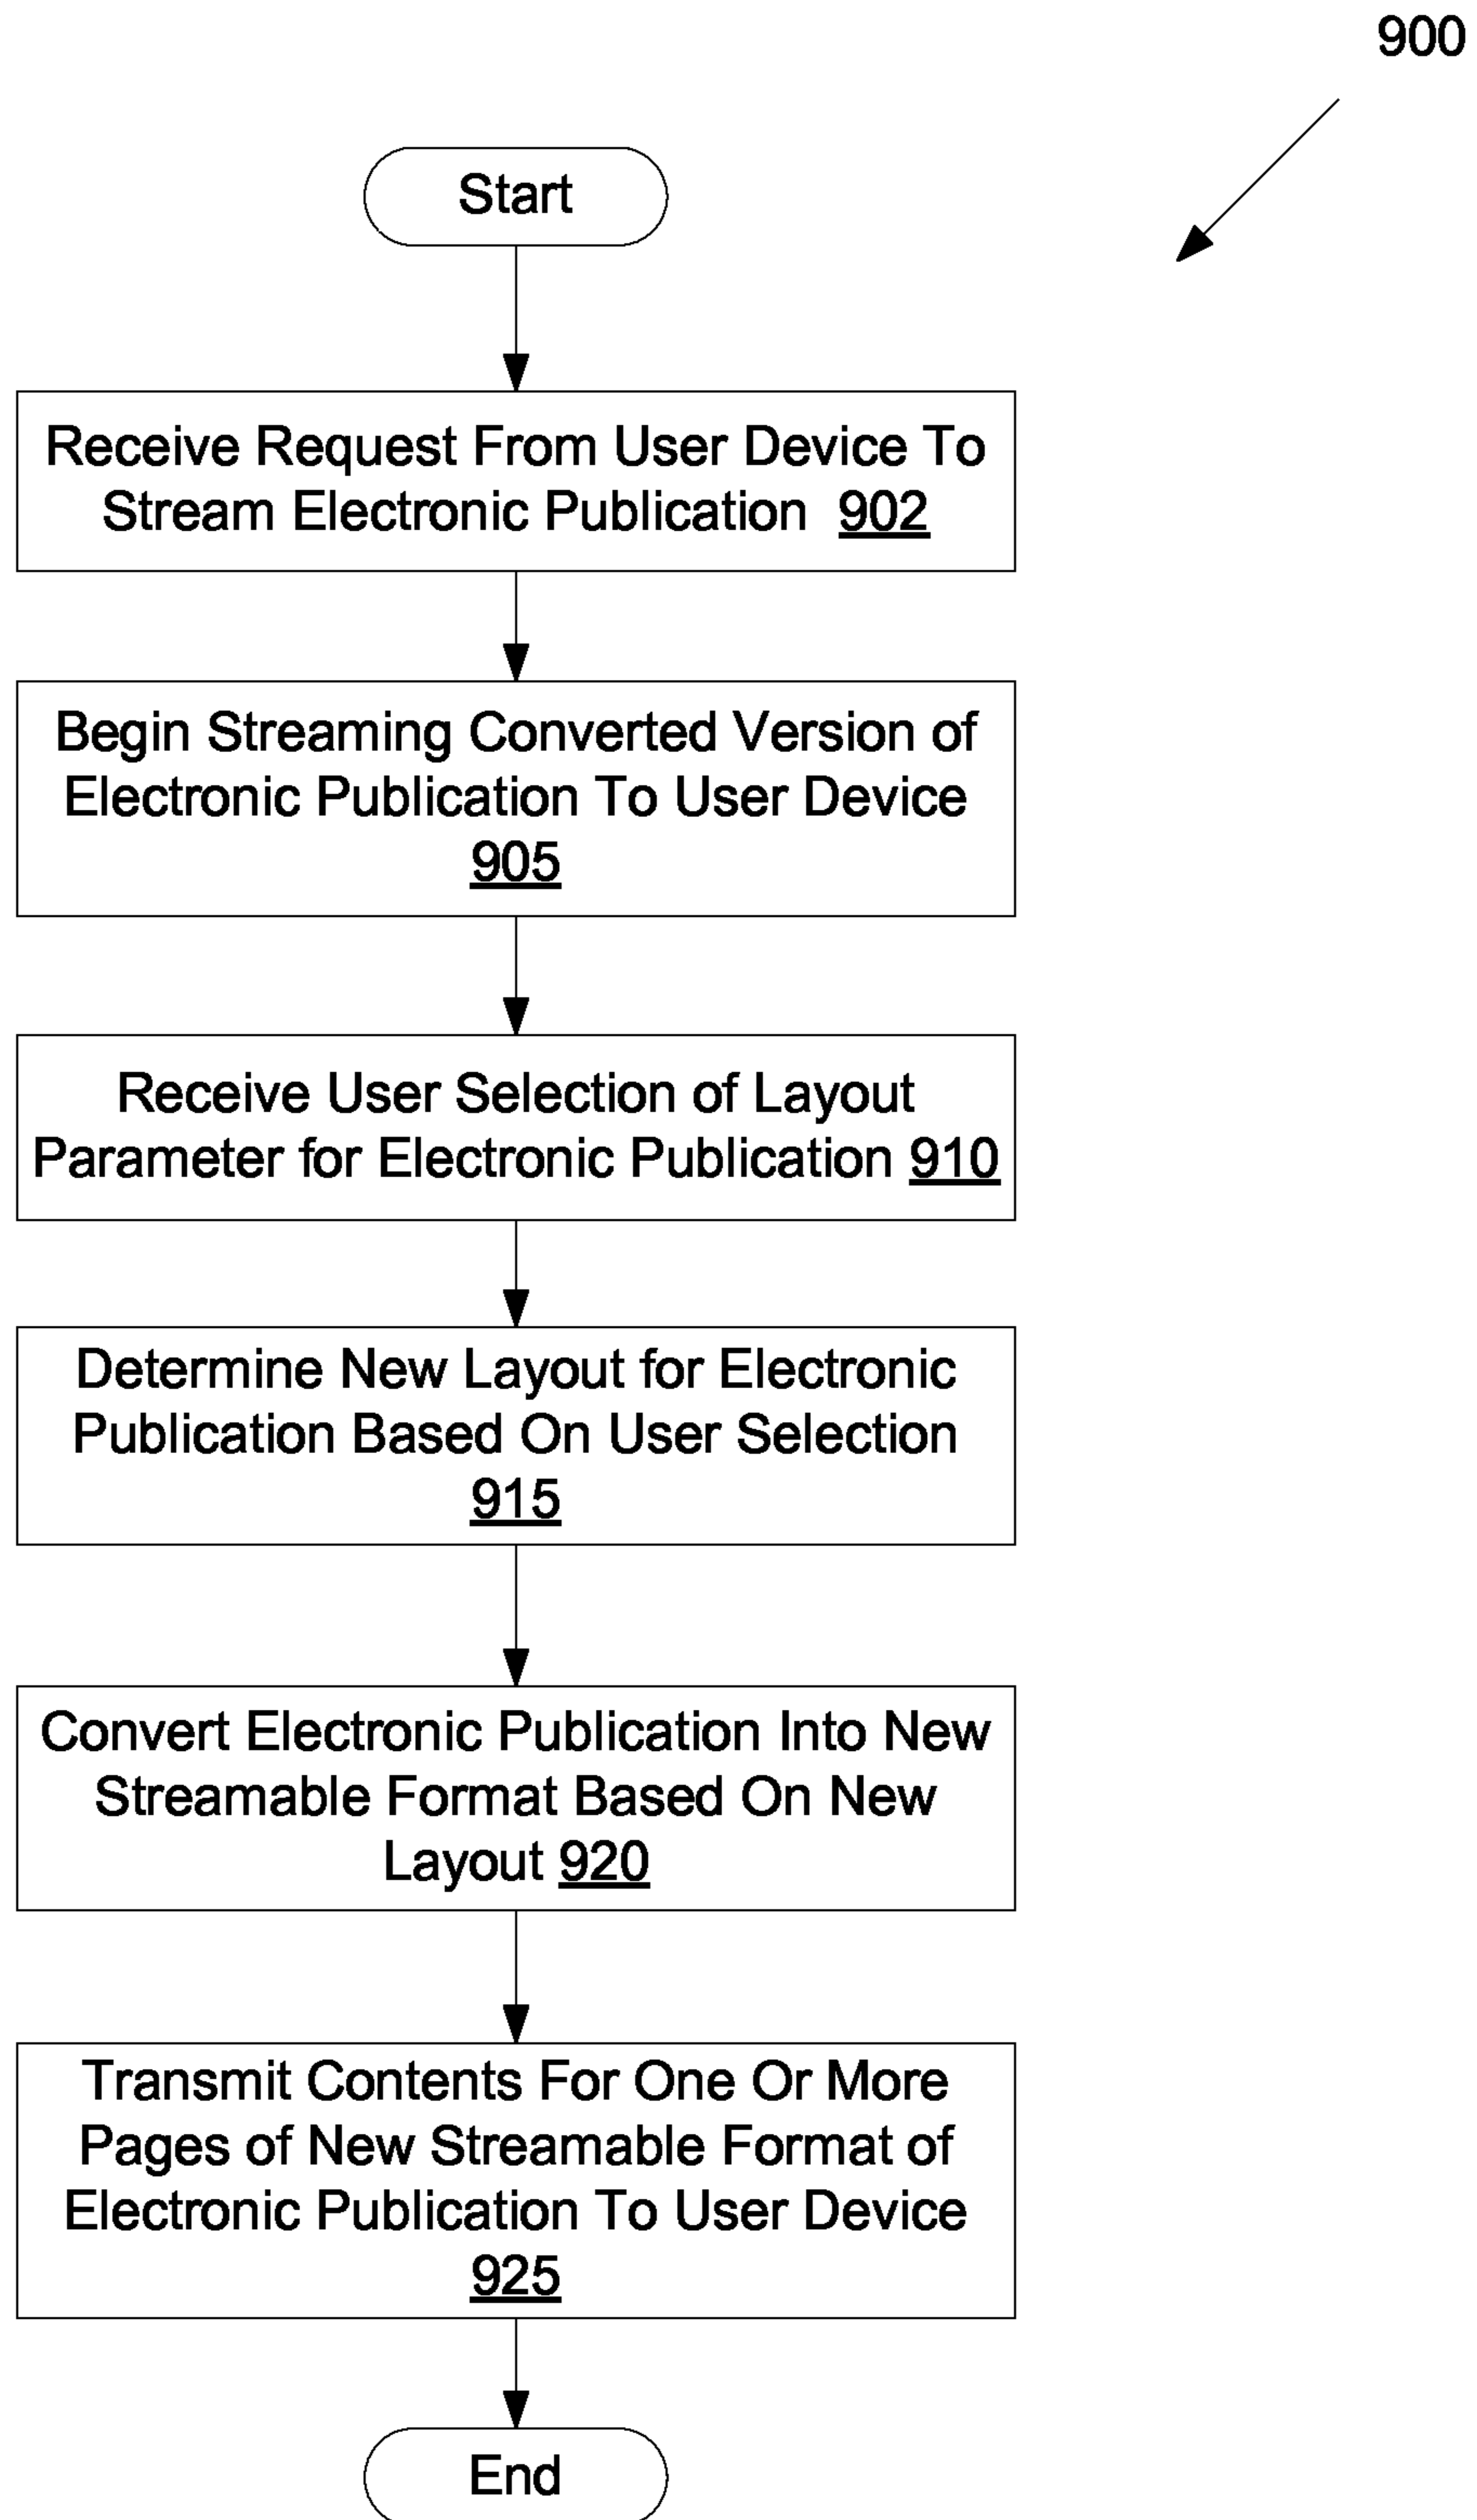 900
Start
Receive Request From User Device To
Stream Electronic Publication 902
Begin Streaming Converted Version of
Electronic Publication To User Device
905
Receive User Selection of Layout
Parameter for Electronic Publication 910
Determine New Layout for Electronic
Publication Based On User Selection
915
Convert Electronic Publication Into New
Streamable Format Based On New
Layout 920
Transmit Contents For One Or More
Pages of New Streamable Format of
Electronic Publication To User Device
925
End